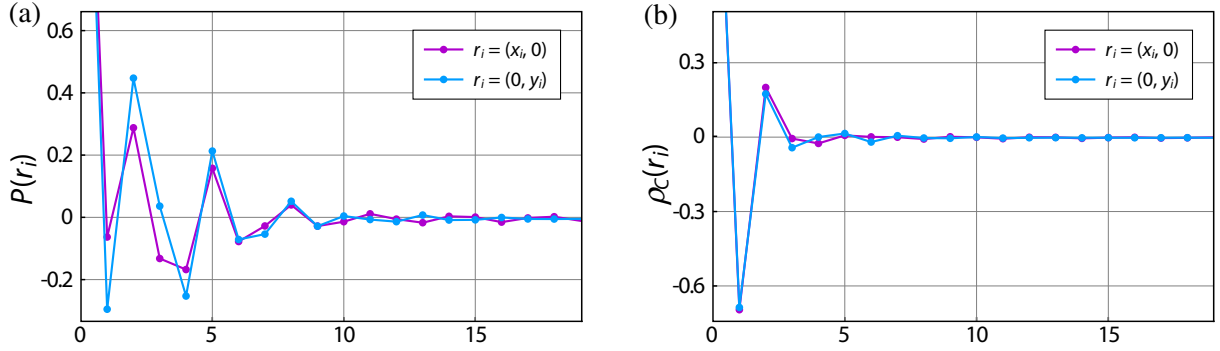 (a)
0.6
0.4
0.2
0
-0.2
P(r_i)
r_i = (x_i, 0)
r_i = (0, y_i)
0
5
10
15
(b)
0.3
0
-0.3
-0.6
ρ_C(r_i)
r_i = (x_i, 0)
r_i = (0, y_i)
0
5
10
15